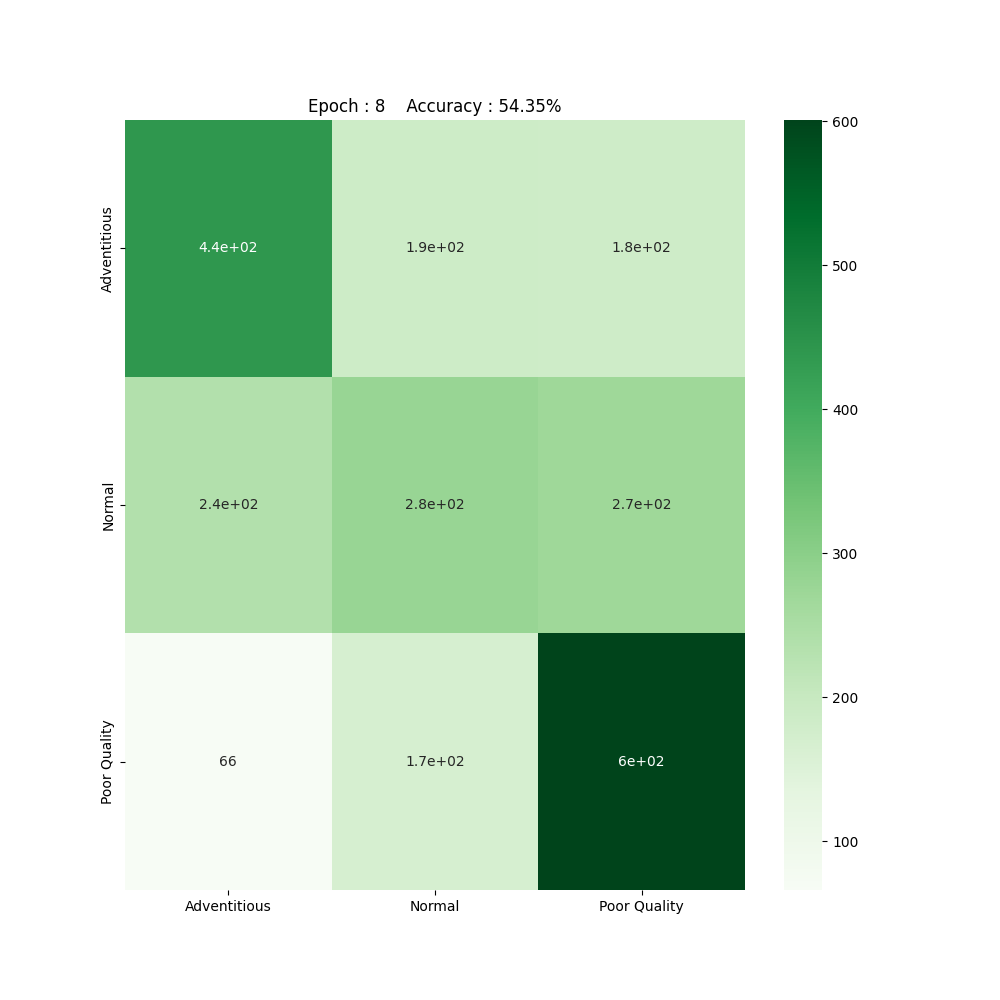 Epoch : 8    Accuracy : 54.35%
Adventitious
4.4e+02 1.9e+02 1.8e+02
Normal
2.4e+02 2.8e+02 2.7e+02
Poor Quality
66 1.7e+02 6e+02
Adventitious Normal Poor Quality
600
500
400
300
200
100